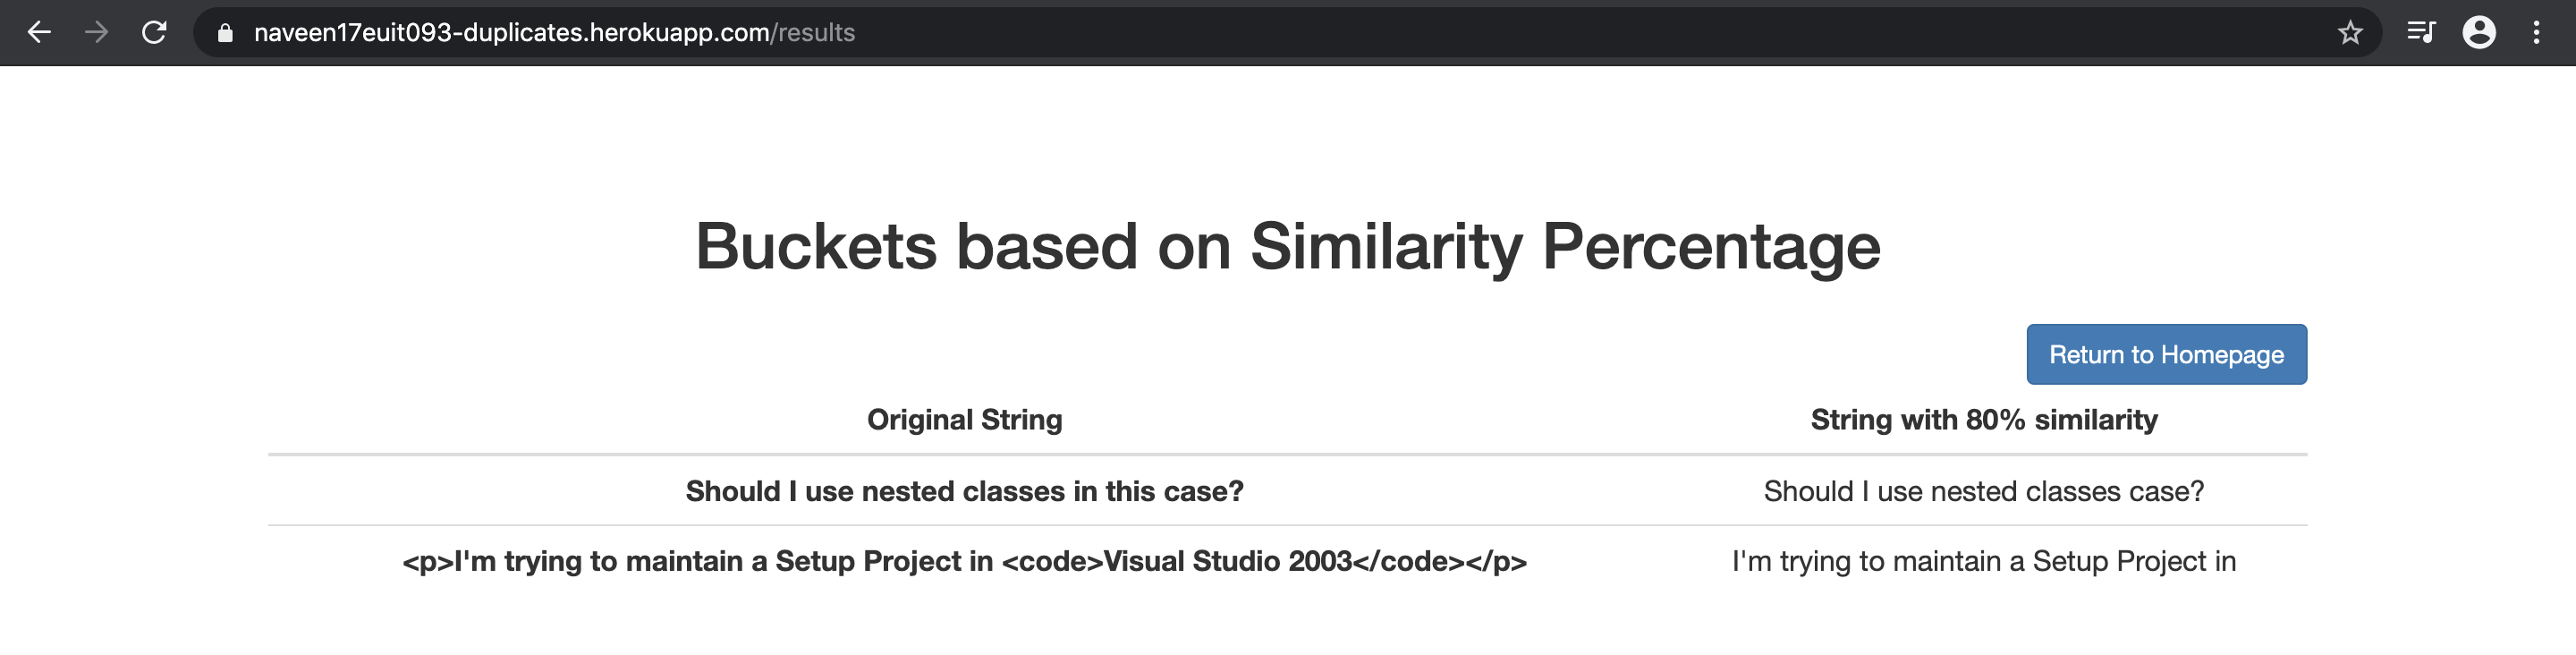 naveen17euit093-duplicates.herokuapp.com/results
Buckets based on Similarity Percentage
Return to Homepage
Original String String with 80% similarity
Should I use nested classes in this case? Should I use nested classes case?
<p>I'm trying to maintain a Setup Project in <code>Visual Studio 2003</code></p> I'm trying to maintain a Setup Project in